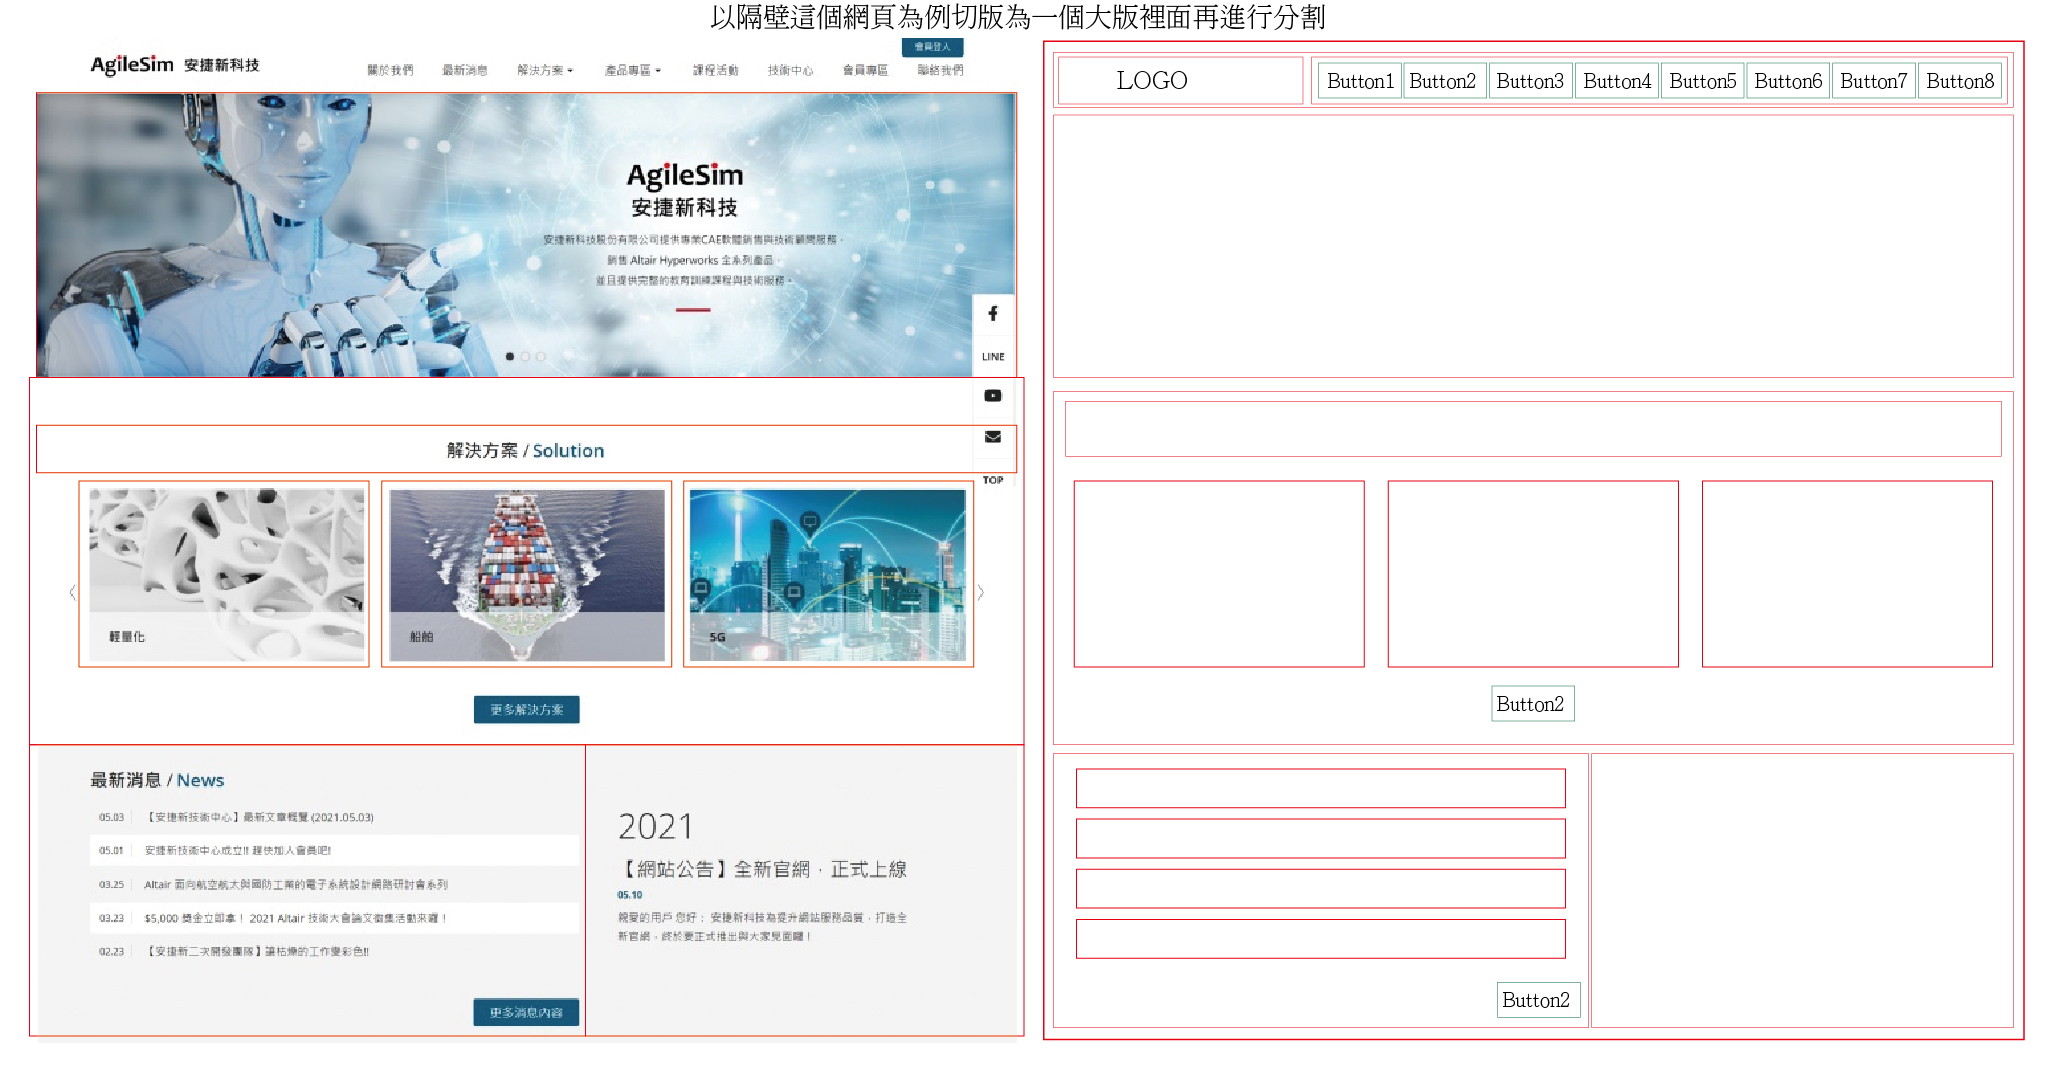 以隔壁這個網頁為例切版為一個大版裡面再進行分割
會員登入
AgileSim 安捷新科技
關於我們 最新消息 解決方案 產品專區 課程活動 技術中心 會員專區 聯絡我們
AgileSim
安捷新科技
安捷新科技股份有限公司提供專業CAE軟體銷售與技術顧問服務，
銷售 Altair Hyperworks 全系列產品，
並且提供完整的教育訓練課程與技術服務。
LINE
解決方案 / Solution
TOP
輕量化
船舶
5G
更多解決方案
最新消息 / News
05.03 【安捷新技術中心】最新文章概覽 (2021.05.03)
05.01 安捷新技術中心成立!! 趕快加入會員吧!
03.25 Altair 面向航空航太與國防工業的電子系統設計網路研討會系列
03.23 $5,000 獎金立即拿！ 2021 Altair 技術大會論文徵集活動來囉！
02.23 【安捷新二次開發團隊】讓枯燥的工作變彩色!!
更多消息內容
2021
【網站公告】全新官網，正式上線
05.10
親愛的用戶 您好： 安捷新科技為提升網站服務品質，打造全
新官網，終於要正式推出與大家見面囉！
LOGO
Button1 Button2 Button3 Button4 Button5 Button6 Button7 Button8
Button2
Button2